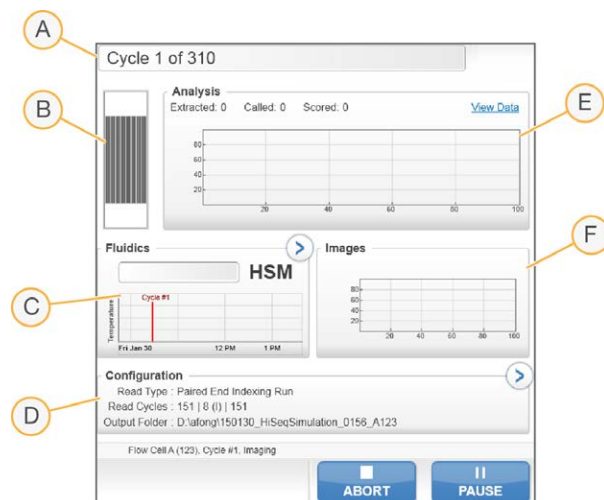 A
Cycle 1 of 310
B
Analysis
Extracted: 0 Called: 0 Scored: 0 View Data
E
80
60
40
20
20 40 60 80 100
Fluidics
HSM
C
Cycle #1
Temperature
Fri Jan 30 12 PM 1 PM
Images
F
80
60
40
20
20 40 60 80 100
Configuration
D
Read Type : Paired End Indexing Run
Read Cycles : 151 | 8 (I) | 151
Output Folder : D:\afong\150130_HiSeqSimulation_0156_A123
Flow Cell A (123), Cycle #1, Imaging
ABORT PAUSE